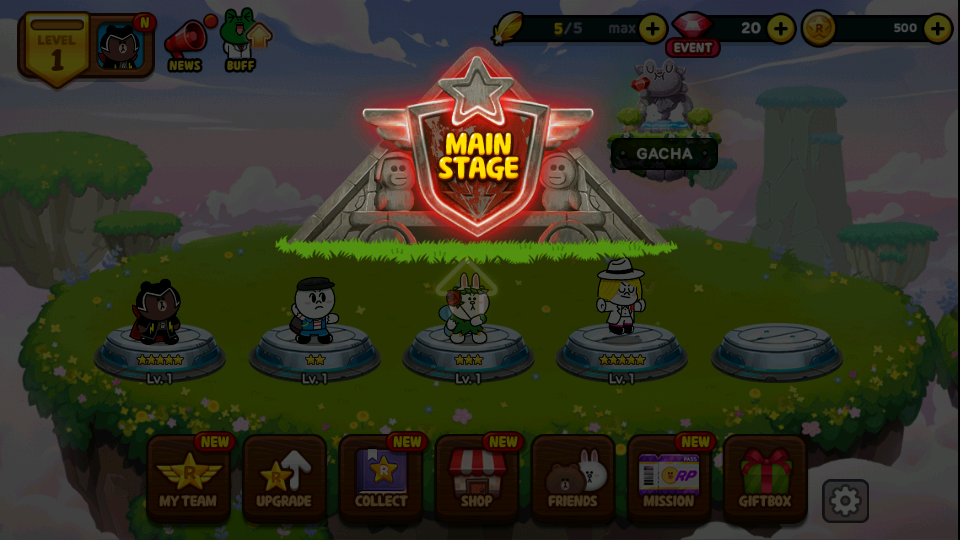 LEVEL
1
N
NEWS
BUFF
5/5 max
20
EVENT
R
500
MAIN
STAGE
GACHA
Lv.1
Lv.1
Lv.1
Lv.1
NEW
R
MY TEAM
R
UPGRADE
NEW
R
COLLECT
NEW
SHOP
FRIENDS
NEW
PASS
RP
MISSION
GIFTBOX